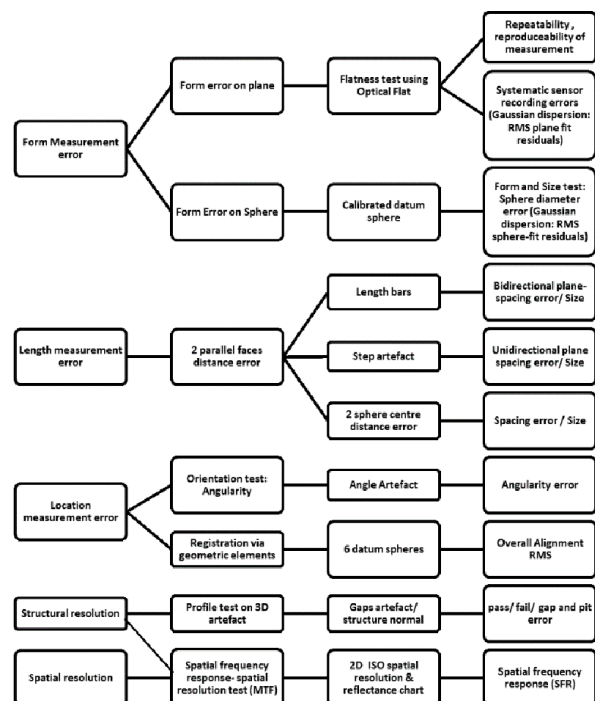 Repeatability ,
reproduceability of
measurement
Form error on plane
Flatness test using
Optical Flat
Systematic sensor
recording errors
(Gaussian dispersion:
RMS plane fit
residuals)
Form Measurement
error
Form Error on Sphere
Calibrated datum
sphere
Form and Size test:
Sphere diameter
error (Gaussian
dispersion: RMS
sphere-fit residuals)
Length bars
Bidirectional plane-
spacing error/ Size
Length measurement
error
2 parallel faces
distance error
Step artefact
Unidirectional plane
spacing error/ Size
2 sphere centre
distance error
Spacing error / Size
Location
measurement error
Orientation test:
Angularity
Angle Artefact
Angularity error
Registration via
geometric elements
6 datum spheres
Overall Alignment
RMS
Structural resolution
Profile test on 3D
artefact
Gaps artefact/
structure normal
pass/ fail/ gap and pit
error
Spatial resolution
Spatial frequency
response- spatial
resolution test (MTF)
2D ISO spatial
resolution &
reflectance chart
Spatial frequency
response (SFR)